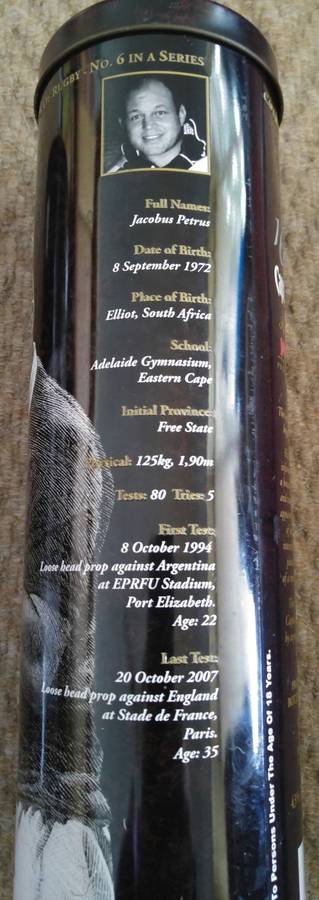 RUGBY - No. 6 IN A SERIES
Full Names:
Jacobus Petrus
Date of Birth:
8 September 1972
Place of Birth:
Elliot, South Africa
School:
Adelaide Gymnasium,
Eastern Cape
Initial Province:
Free State
Physical: 125kg, 1,90m
Tests: 80 Tries: 5
First Test:
8 October 1994
Loose head prop against Argentina
at EPRFU Stadium,
Port Elizabeth.
Age: 22
Last Test:
20 October 2007
Loose head prop against England
at Stade de France,
Paris.
Age: 35
To Persons Under The Age Of 18 Years.